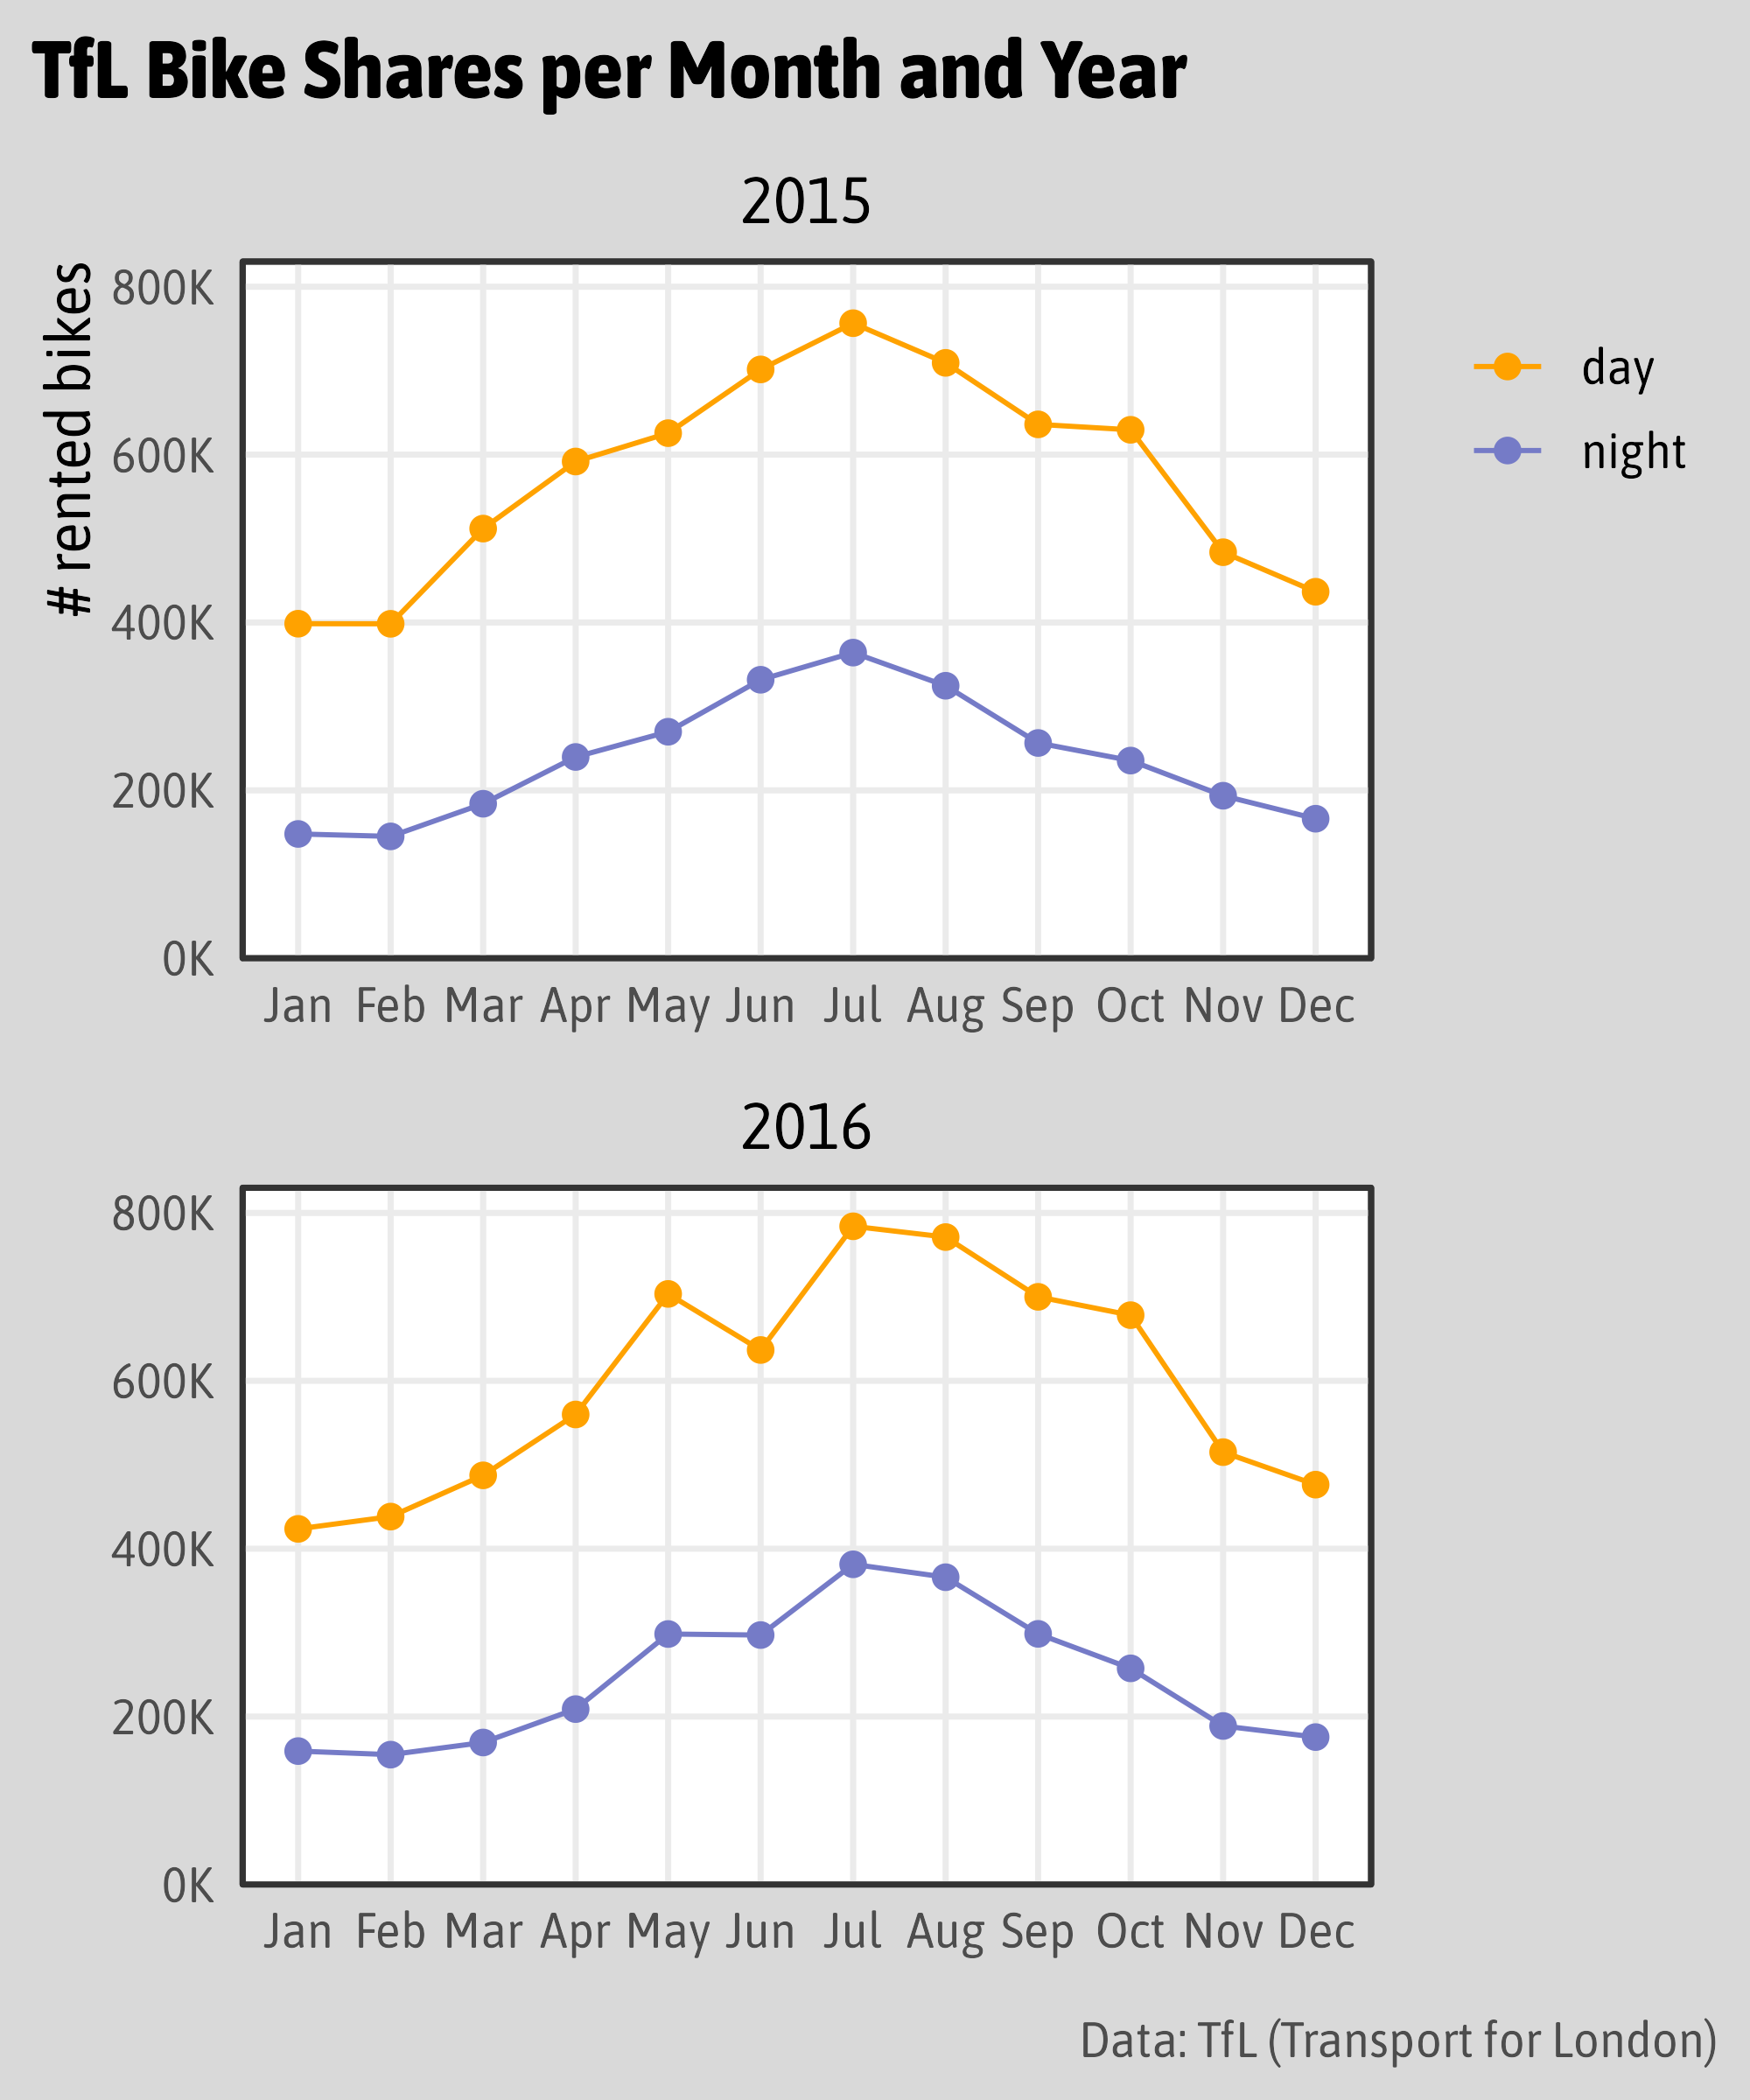 TfL Bike Shares per Month and Year
2015
# rented bikes
800K
600K
400K
200K
0K
Jan Feb Mar Apr May Jun Jul Aug Sep Oct Nov Dec
day
night
2016
800K
600K
400K
200K
0K
Jan Feb Mar Apr May Jun Jul Aug Sep Oct Nov Dec
Data: TfL (Transport for London)